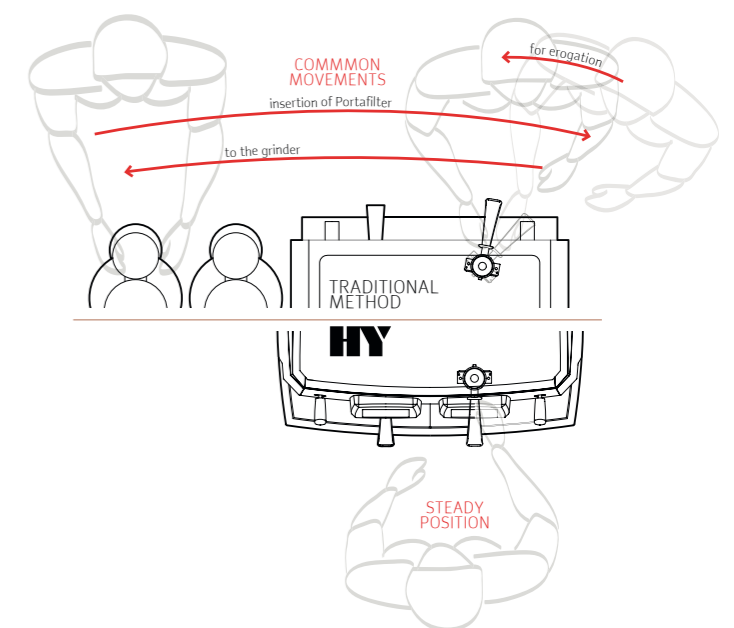 COMMMON
MOVEMENTS
for erogation
insertion of Portafilter
to the grinder
TRADITIONAL
METHOD
HY
STEADY
POSITION